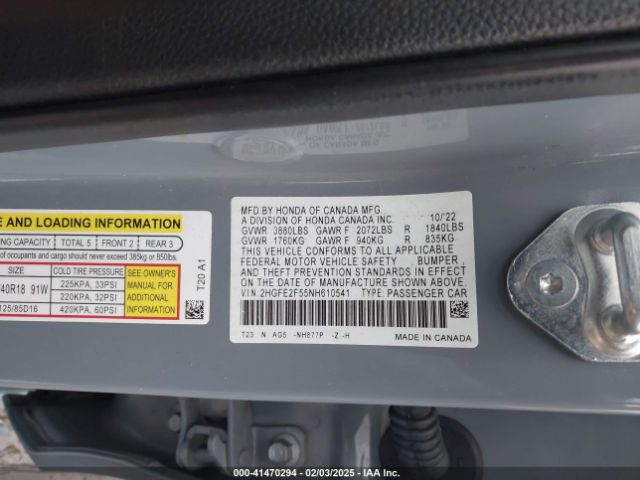 E AND LOADING INFORMATION
NG CAPACITY TOTAL 5 FRONT 2 REAR 3
of occupants and cargo should never exceed 385kg or 850lbs.
SIZE COLD TIRE PRESSURE SEE OWNER'S MANUAL FOR ADDITIONAL INFORMATION
40R18 91W 225KPA, 33PSI
220KPA, 32PSI
125/85D16 420KPA, 60PSI
T20 A1
MFD BY HONDA OF CANADA MFG.
A DIVISION OF HONDA CANADA INC. 10/'22
GVWR 3880LBS GAWR F 2072LBS R 1840LBS
GVWR 1760KG GAWR F 940KG R 835KG
THIS VEHICLE CONFORMS TO ALL APPLICABLE
FEDERAL MOTOR VEHICLE SAFETY , BUMPER ,
AND THEFT PREVENTION STANDARDS IN EFFECT ON
THE DATE OF MANUFACTURE SHOWN ABOVE.
V.I.N. 2HGFE2F55NH610541 TYPE: PASSENGER CAR
T23 N AG5 -NH877P -Z -H
MADE IN CANADA
000-41470294 - 02/03/2025 - IAA Inc.